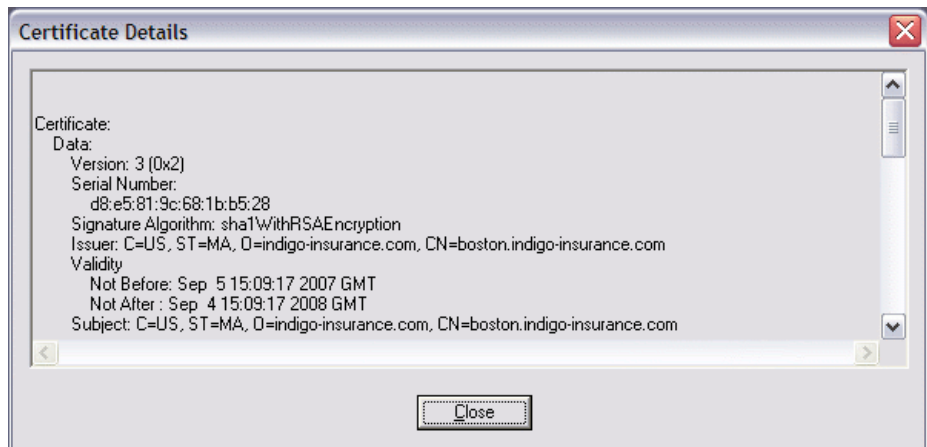 Certificate Details
Certificate:
Data:
Version: 3 (0x2)
Serial Number:
d8:e5:81:9c:68:1b:b5:28
Signature Algorithm: sha1WithRSAEncryption
Issuer: C=US, ST=MA, O=indigo-insurance.com, CN=boston.indigo-insurance.com
Validity
Not Before: Sep  5 15:09:17 2007 GMT
Not After : Sep  4 15:09:17 2008 GMT
Subject: C=US, ST=MA, O=indigo-insurance.com, CN=boston.indigo-insurance.com
Close